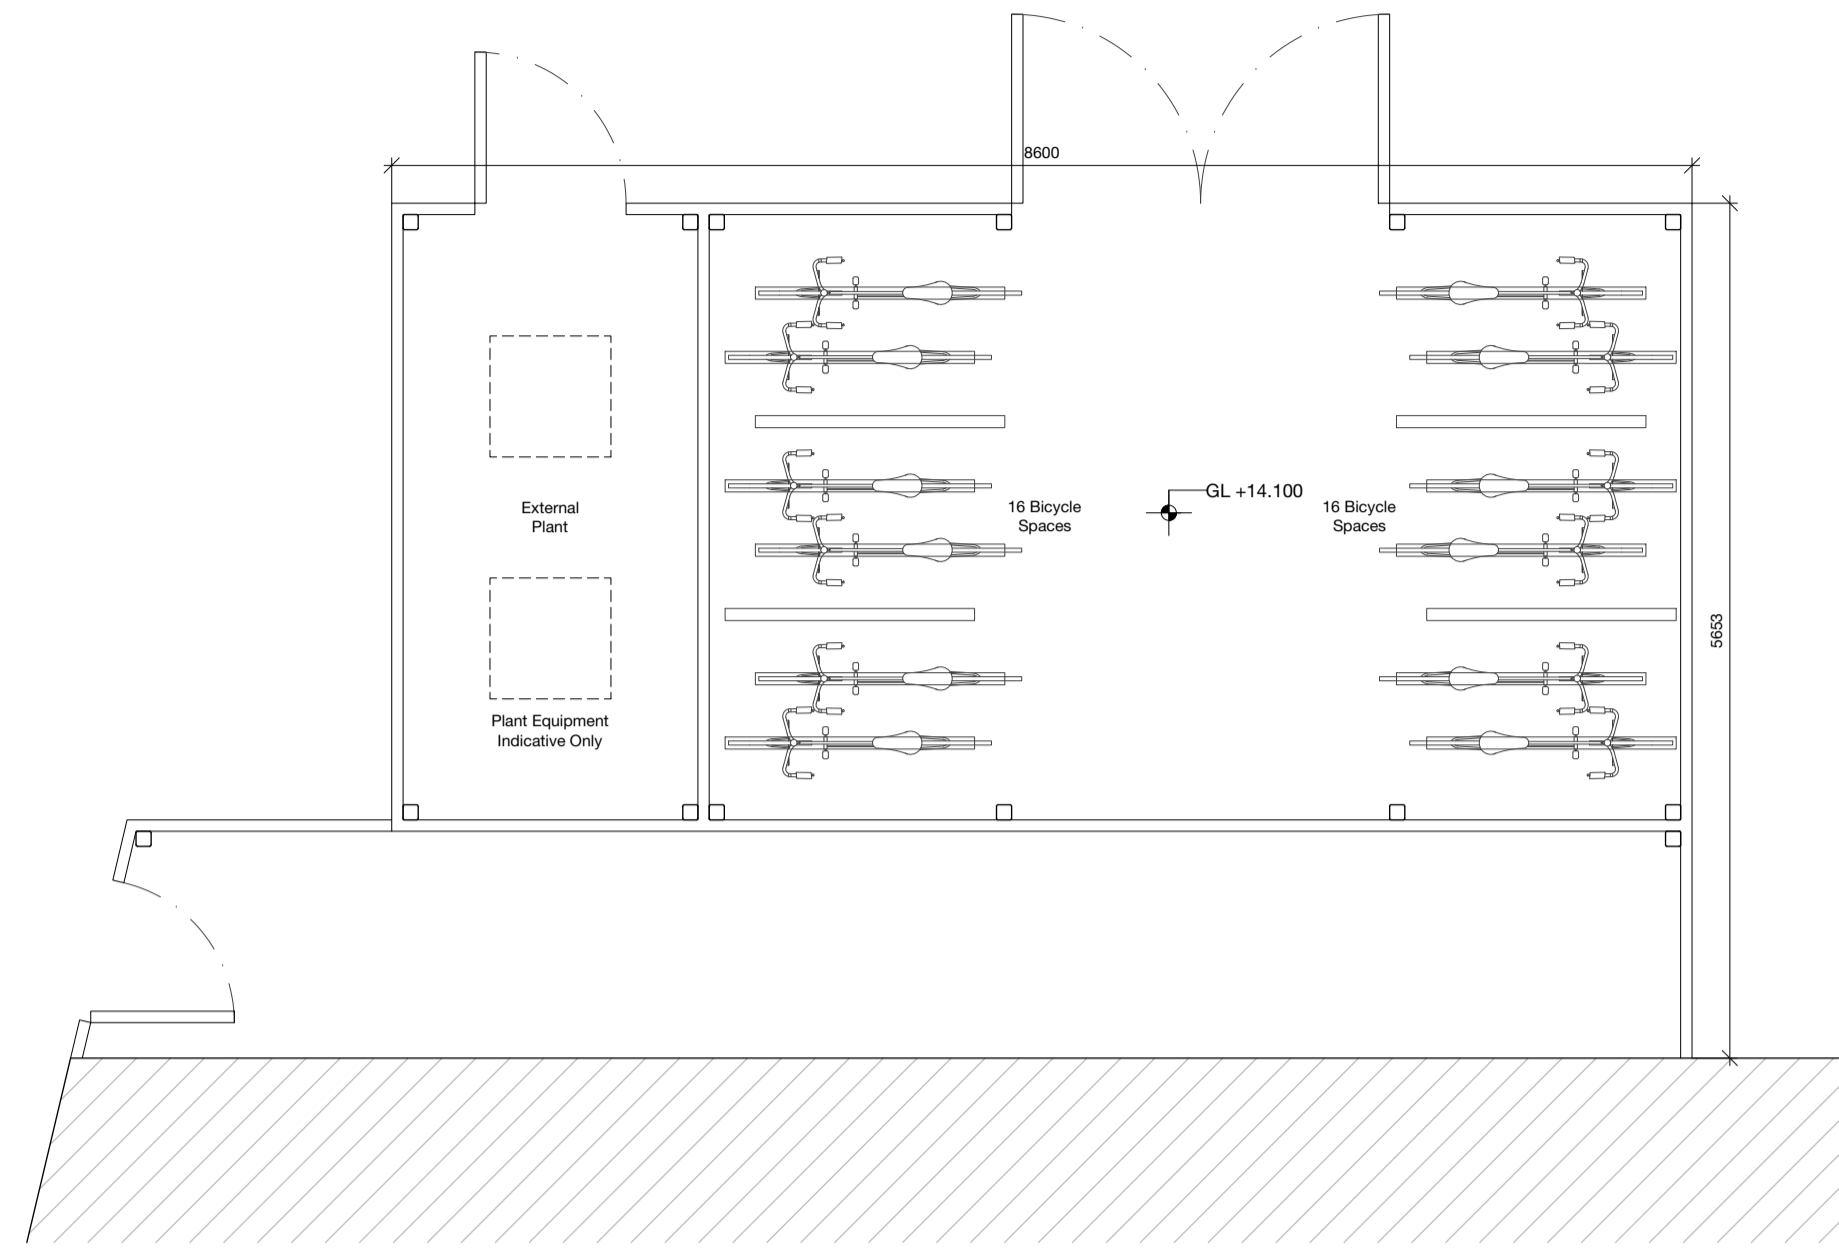 8600
GL +14.100
External
Plant
16 Bicycle
Spaces
16 Bicycle
Spaces
5653
Plant Equipment
Indicative Only